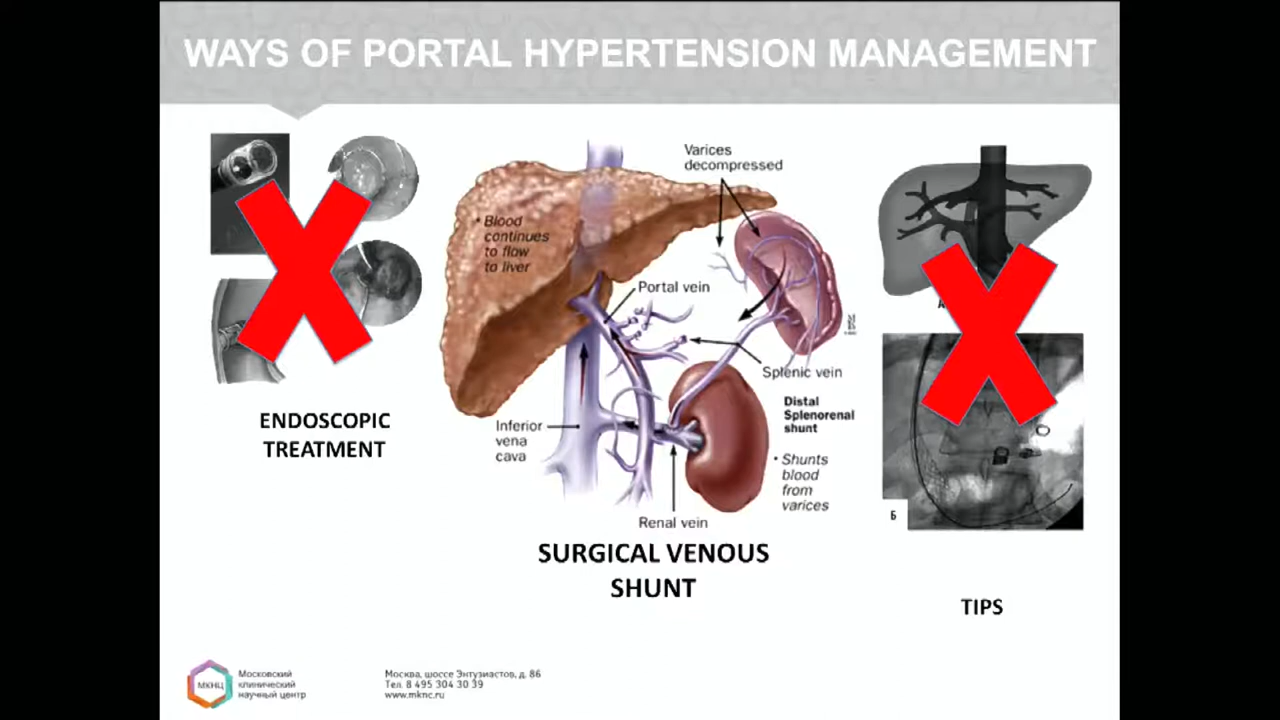 WAYS OF PORTAL HYPERTENSION MANAGEMENT
ENDOSCOPIC
TREATMENT
Varices
decompressed
• Blood
continues
to flow
to liver
Portal vein
Splenic vein
Distal
Splenorenal
shunt
Inferior
vena
cava
• Shunts
blood
from
varices
Renal vein
SURGICAL VENOUS
SHUNT
Б
TIPS
МКНЦ
Московский
клинический
научный центр
Москва, шоссе Энтузиастов, д. 86
Тел. 8 495 304 30 39
www.mknc.ru